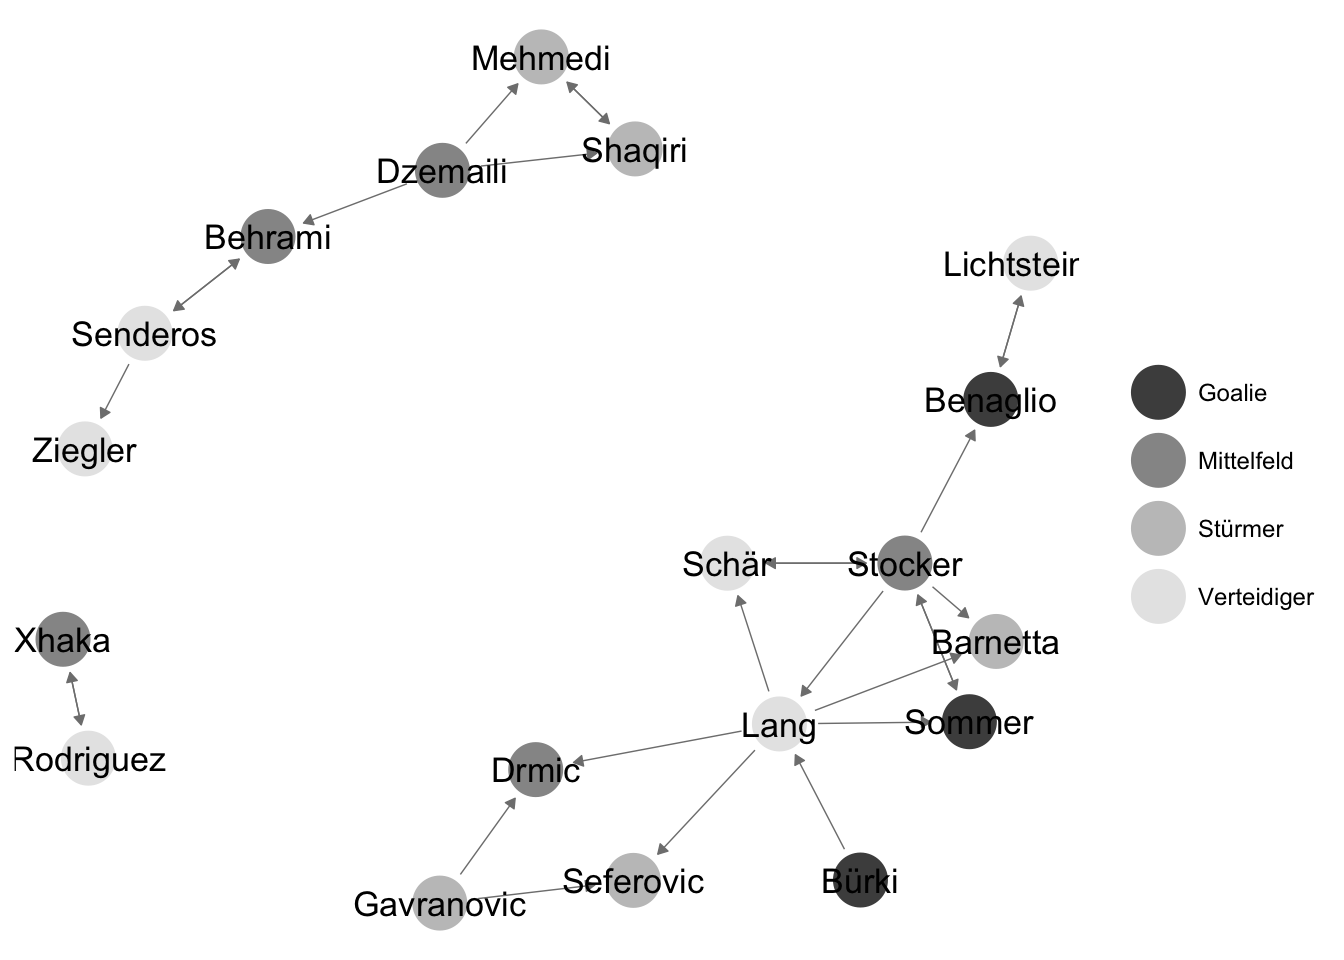 Mehmedi
Shaqiri
Dzemaili
Behrami
Lichtsteir
Senderos
Benaglio
Goalie
Ziegler
Mittelfeld
Schär
Stocker
Stürmer
Verteidiger
Xhaka
Barnetta
Lang
Sommer
Rodriguez
Drmic
Seferovic
Bürki
Gavranovic